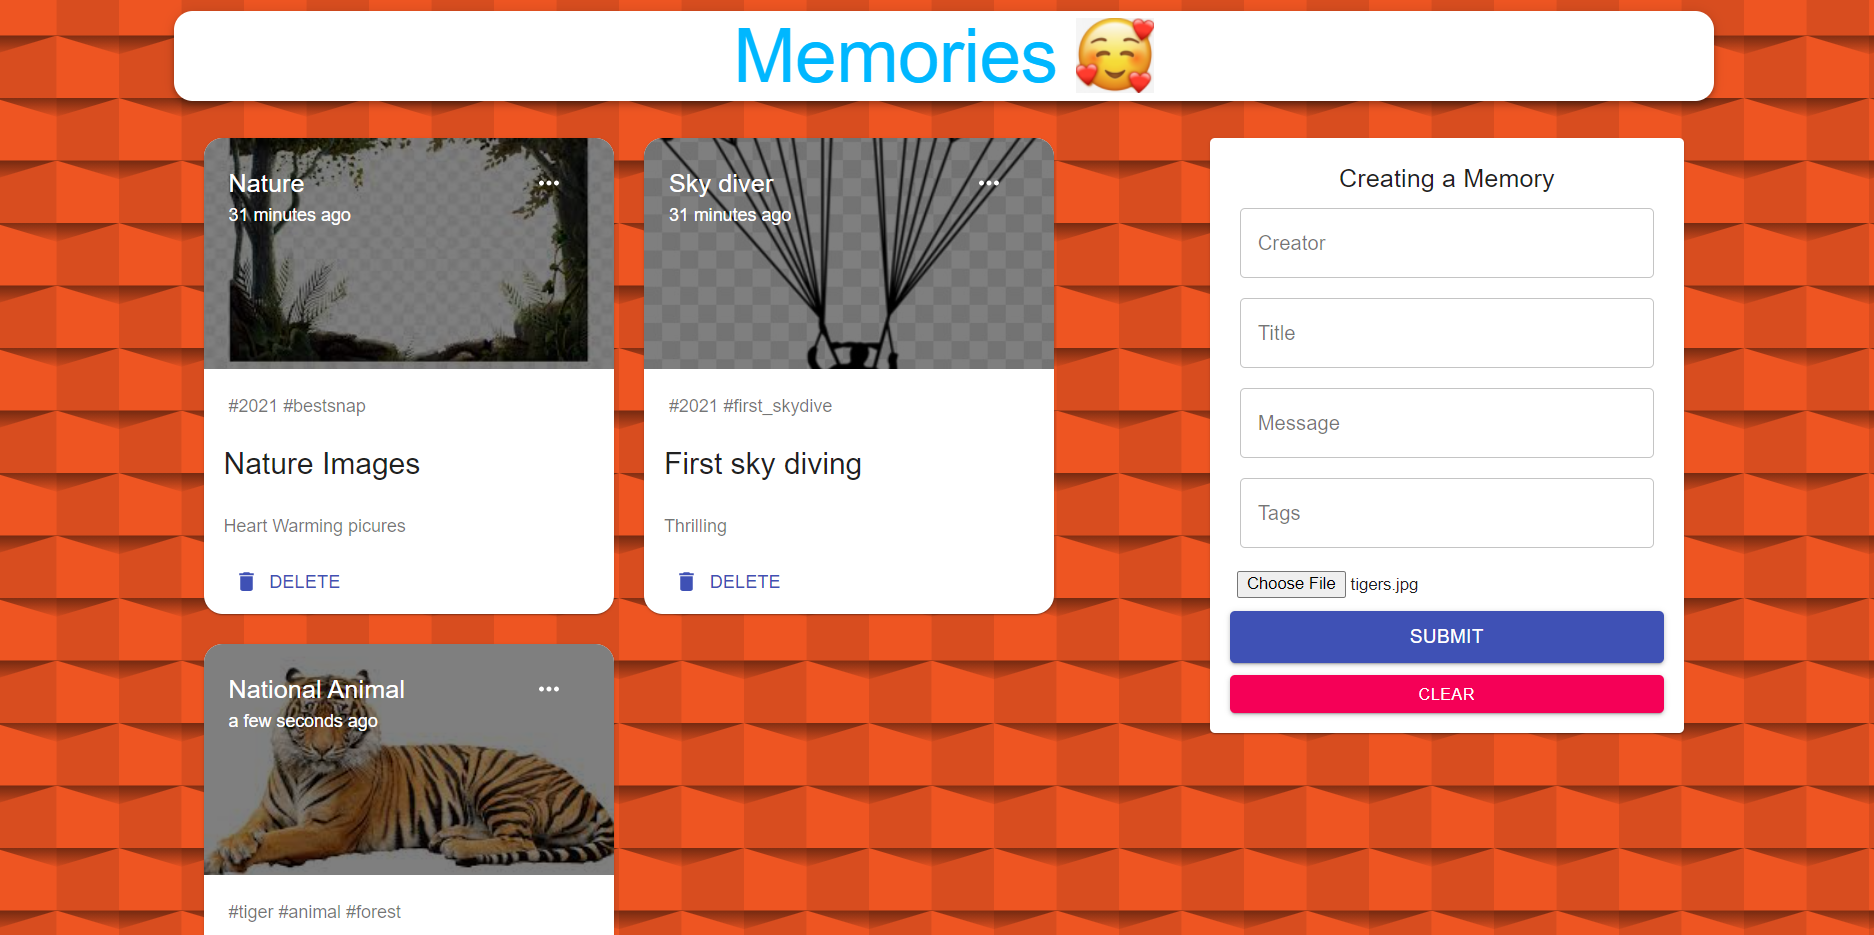 Memories
Nature
31 minutes ago
#2021 #bestsnap
Nature Images
Heart Warming picures
DELETE
Sky diver
31 minutes ago
#2021 #first_skydive
First sky diving
Thrilling
DELETE
National Animal
a few seconds ago
#tiger #animal #forest
Creating a Memory
Creator
Title
Message
Tags
Choose File tigers.jpg
SUBMIT
CLEAR